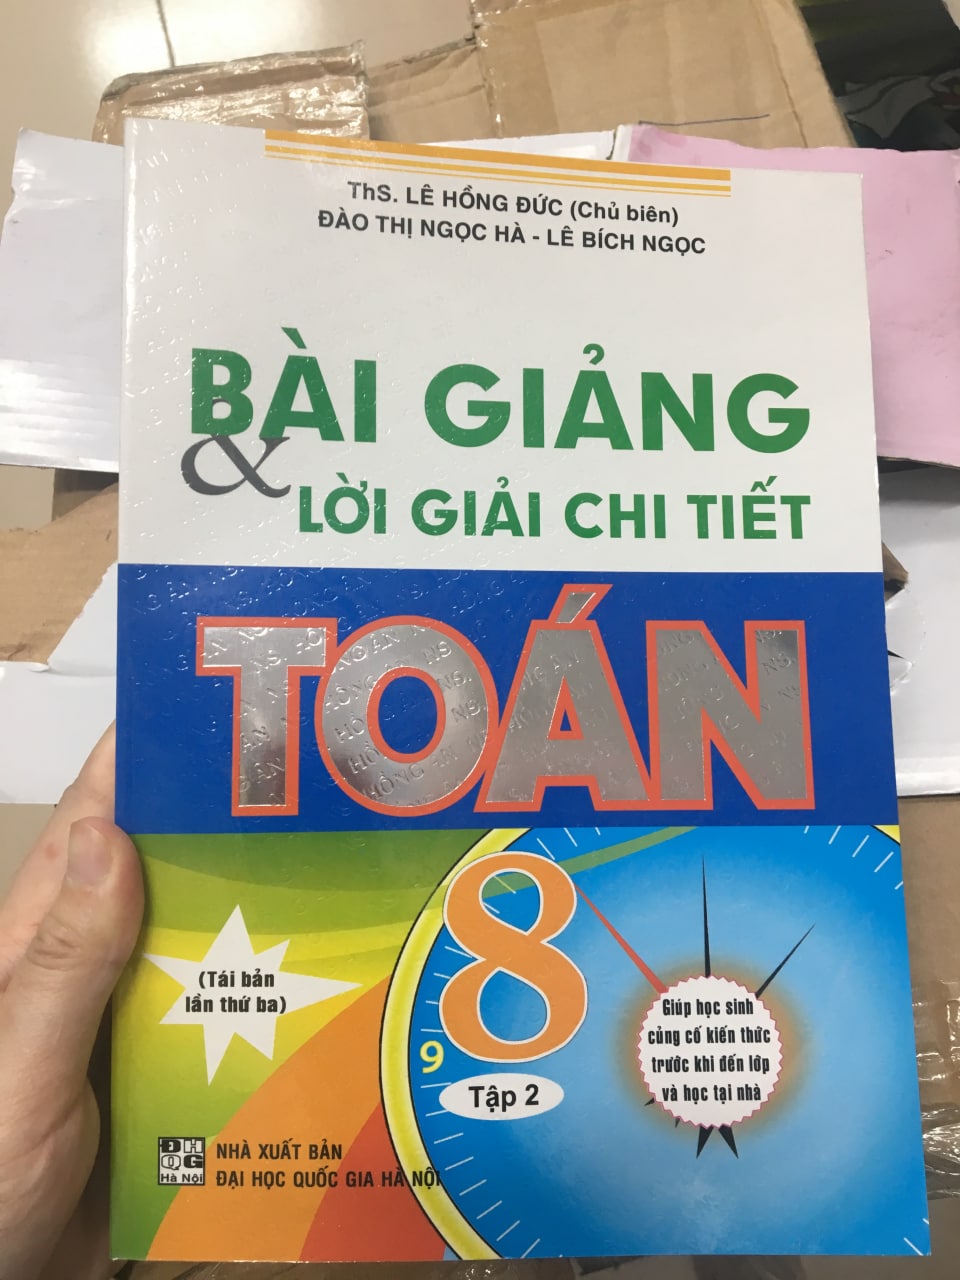 ThS. LÊ HỒNG ĐỨC (Chủ biên)
ĐÀO THỊ NGỌC HÀ - LÊ BÍCH NGỌC
BÀI GIẢNG
& LỜI GIẢI CHI TIẾT
TOÁN
8
(Tái bản
lần thứ ba)
Giúp học sinh
củng cố kiến thức
trước khi đến lớp
và học tại nhà
9
Tập 2
ĐH
QG
Hà Nội
NHÀ XUẤT BẢN
ĐẠI HỌC QUỐC GIA HÀ NỘI